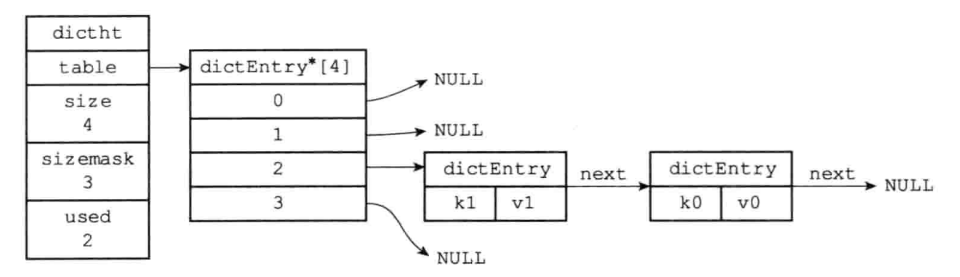 dictht
table
size
4
sizemask
3
used
2
dictEntry*[4]
0
1
2
3
NULL
NULL
dictEntry
k1 v1
next
dictEntry
k0 v0
next
NULL
NULL